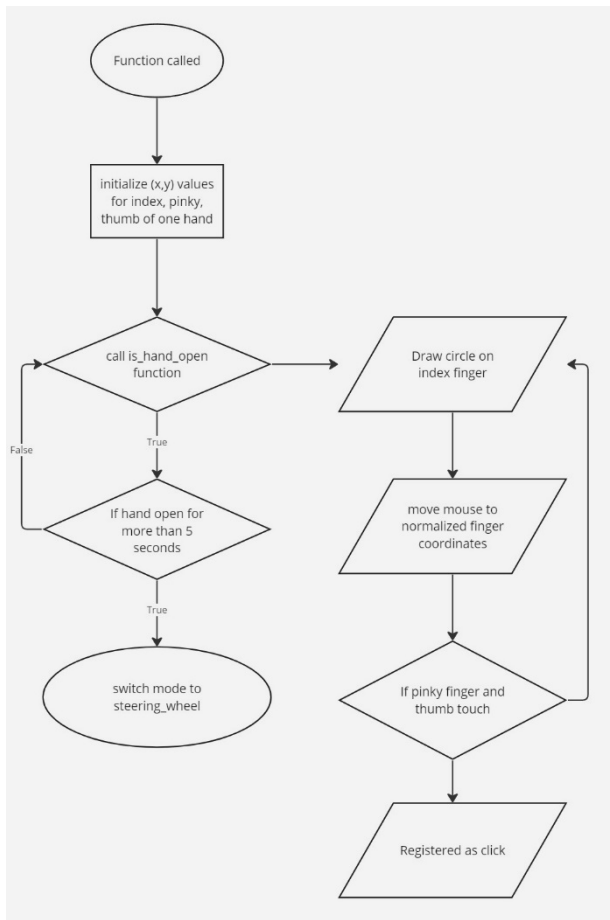 Function called
initialize (x,y) values
for index, pinky,
thumb of one hand
call is_hand_open
function
True
False
If hand open for
more than 5
seconds
True
switch mode to
steering_wheel
Draw circle on
index finger
move mouse to
normalized finger
coordinates
If pinky finger and
thumb touch
Registered as click